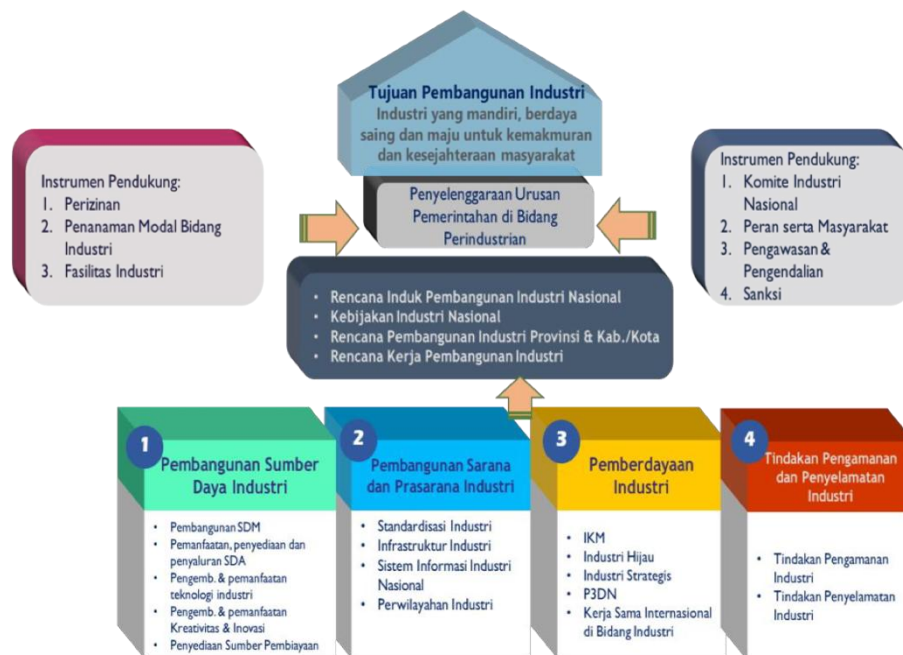 Tujuan Pembangunan Industri
Industri yang mandiri, berdaya
saing dan maju untuk kemakmuran
dan kesejahteraan masyarakat
Instrumen Pendukung:
1. Perizinan
2. Penanaman Modal Bidang
Industri
3. Fasilitas Industri
Penyelenggaraan Urusan
Pemerintahan di Bidang
Perindustrian
Instrumen Pendukung:
1. Komite Industri
Nasional
2. Peran serta Masyarakat
3. Pengawasan &
Pengendalian
4. Sanksi
• Rencana Induk Pembangunan Industri Nasional
• Kebijakan Industri Nasional
• Rencana Pembangunan Industri Provinsi & Kab./Kota
• Rencana Kerja Pembangunan Industri
1
Pembangunan Sumber
Daya Industri
• Pembangunan SDM
• Pemanfaatan, penyediaan dan
penyaluran SDA
• Pengemb. & pemanfaatan
teknologi industri
• Pengemb. & pemanfaatan
Kreativitas & Inovasi
• Penyediaan Sumber Pembiayaan
2
Pembangunan Sarana
dan Prasarana Industri
• Standardisasi Industri
• Infrastruktur Industri
• Sistem Informasi Industri
Nasional
• Perwilayahan Industri
3
Pemberdayaan
Industri
• IKM
• Industri Hijau
• Industri Strategis
• P3DN
• Kerja Sama Internasional
di Bidang Industri
4
Tindakan Pengamanan
dan Penyelamatan
Industri
• Tindakan Pengamanan
Industri
• Tindakan Penyelamatan
Industri